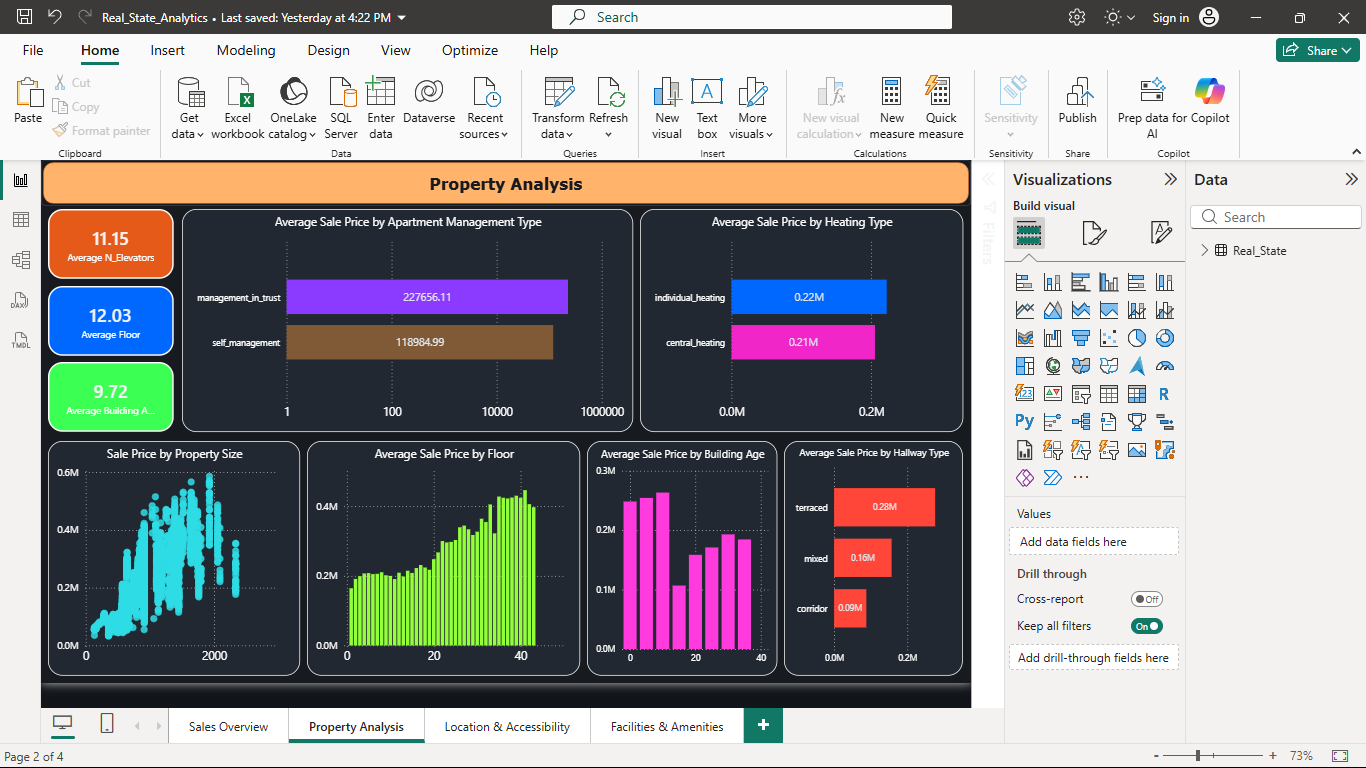 Real_State_Analytics • Last saved: Yesterday at 4:22 PM
Search
Sign in
File Home Insert Modeling Design View Optimize Help
Share
Paste
Cut
Copy
Format painter
Clipboard
Get data
Excel workbook
OneLake catalog
SQL Server
Enter data
Dataverse
Recent sources
Data
Transform data
Refresh
Queries
New visual
Text box
More visuals
Insert
New visual calculation
New measure
Quick measure
Calculations
Sensitivity
Sensitivity
Publish
Share
Prep data for AI
Copilot
Copilot
DAX
TMDL
Property Analysis
11.15
Average N_Elevators
12.03
Average Floor
9.72
Average Building A...
Average Sale Price by Apartment Management Type
management_in_trust
227656.11
self_management
118984.99
1 100 10000 1000000
Average Sale Price by Heating Type
individual_heating
0.22M
central_heating
0.21M
0.0M 0.2M
Sale Price by Property Size
0.6M
0.4M
0.2M
0.0M
0 2000
Average Sale Price by Floor
0.4M
0.2M
0.0M
0 20 40
Average Sale Price by Building Age
0.3M
0.2M
0.1M
0.0M
0 20 40
Average Sale Price by Hallway Type
terraced
0.28M
mixed
0.16M
corridor
0.09M
0.0M 0.2M
Filters
Visualizations
Build visual
123
R
Py
Values
Add data fields here
Drill through
Cross-report
Off
Keep all filters
On
Add drill-through fields here
Data
Search
Real_State
Sales Overview
Property Analysis
Location & Accessibility
Facilities & Amenities
+
Page 2 of 4
- + 73%